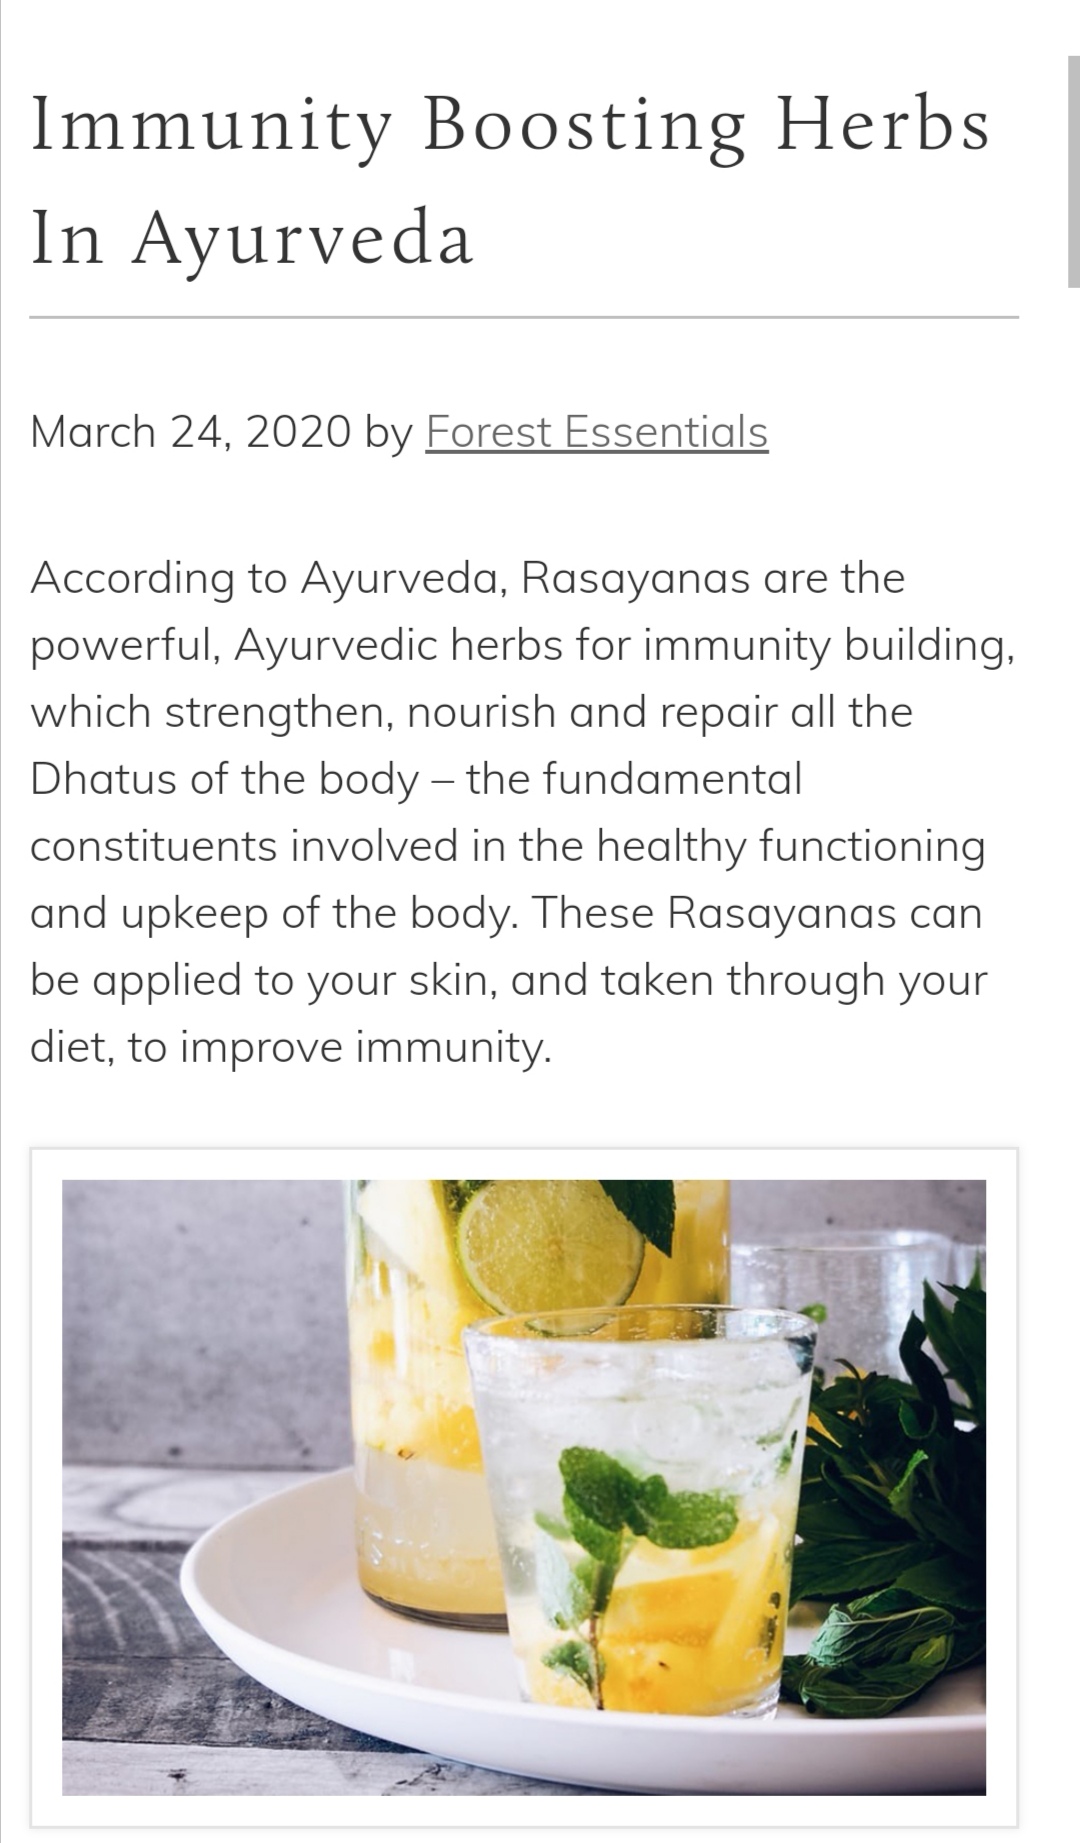 Immunity Boosting Herbs
In Ayurveda
March 24, 2020 by Forest Essentials
According to Ayurveda, Rasayanas are the
powerful, Ayurvedic herbs for immunity building,
which strengthen, nourish and repair all the
Dhatus of the body – the fundamental
constituents involved in the healthy functioning
and upkeep of the body. These Rasayanas can
be applied to your skin, and taken through your
diet, to improve immunity.